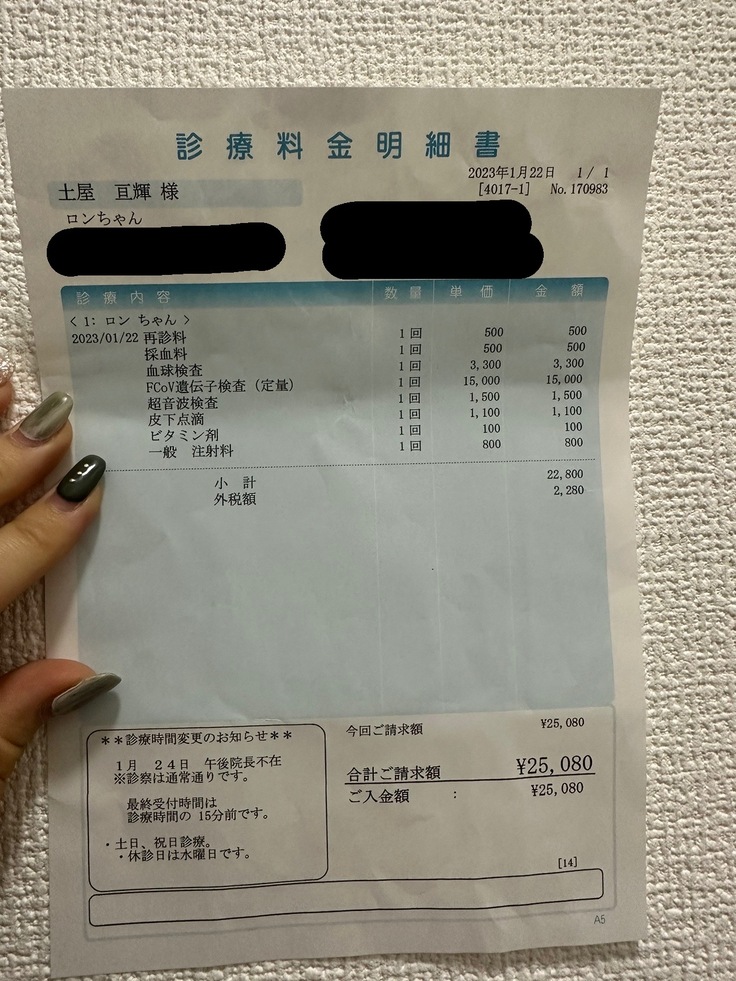 診療料金明細書
2023年1月22日 1 / 1
土屋 亘輝 様
[4017-1] No.170983
ロンちゃん
診療内容 数量 単価 金額
< 1: ロン ちゃん >
2023/01/22 再診料 1回 500 500
採血料 1回 500 500
血球検査 1回 3,300 3,300
FCoV遺伝子検査（定量） 1回 15,000 15,000
超音波検査 1回 1,500 1,500
皮下点滴 1回 1,100 1,100
ビタミン剤 1回 100 100
一般 注射料 1回 800 800
小 計 22,800
外税額 2,280
＊＊診療時間変更のお知らせ＊＊
1月 24日 午後院長不在
※診察は通常通りです。
最終受付時間は
診療時間の 15分前です。
・土日、祝日診療。
・休診日は水曜日です。
今回ご請求額 ¥25,080
合計ご請求額 ¥25,080
ご入金額 : ¥25,080
[14]
A5